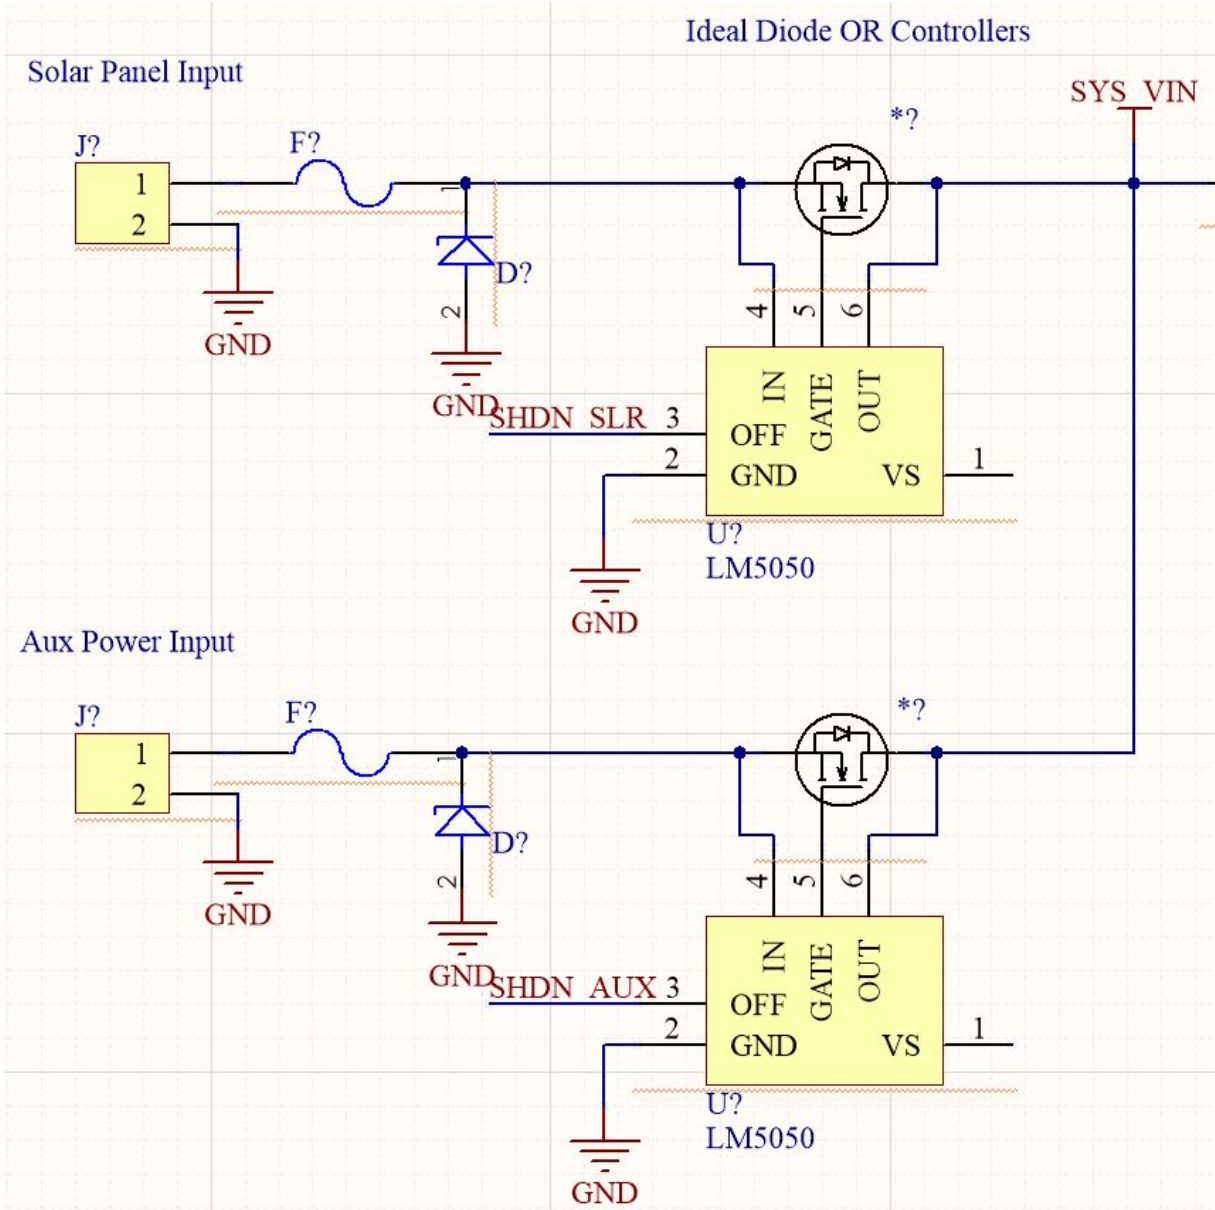 Ideal Diode OR Controllers
Solar Panel Input
SYS_VIN
*?
J?
F?
1
2
1
D?
2
GND
GND
4
5
6
IN
GATE
OUT
SHDN_SLR
3
OFF
2
GND
VS
1
U?
LM5050
GND
Aux Power Input
*?
J?
F?
1
2
1
D?
2
GND
GND
4
5
6
IN
GATE
OUT
SHDN_AUX
3
OFF
2
GND
VS
1
U?
LM5050
GND